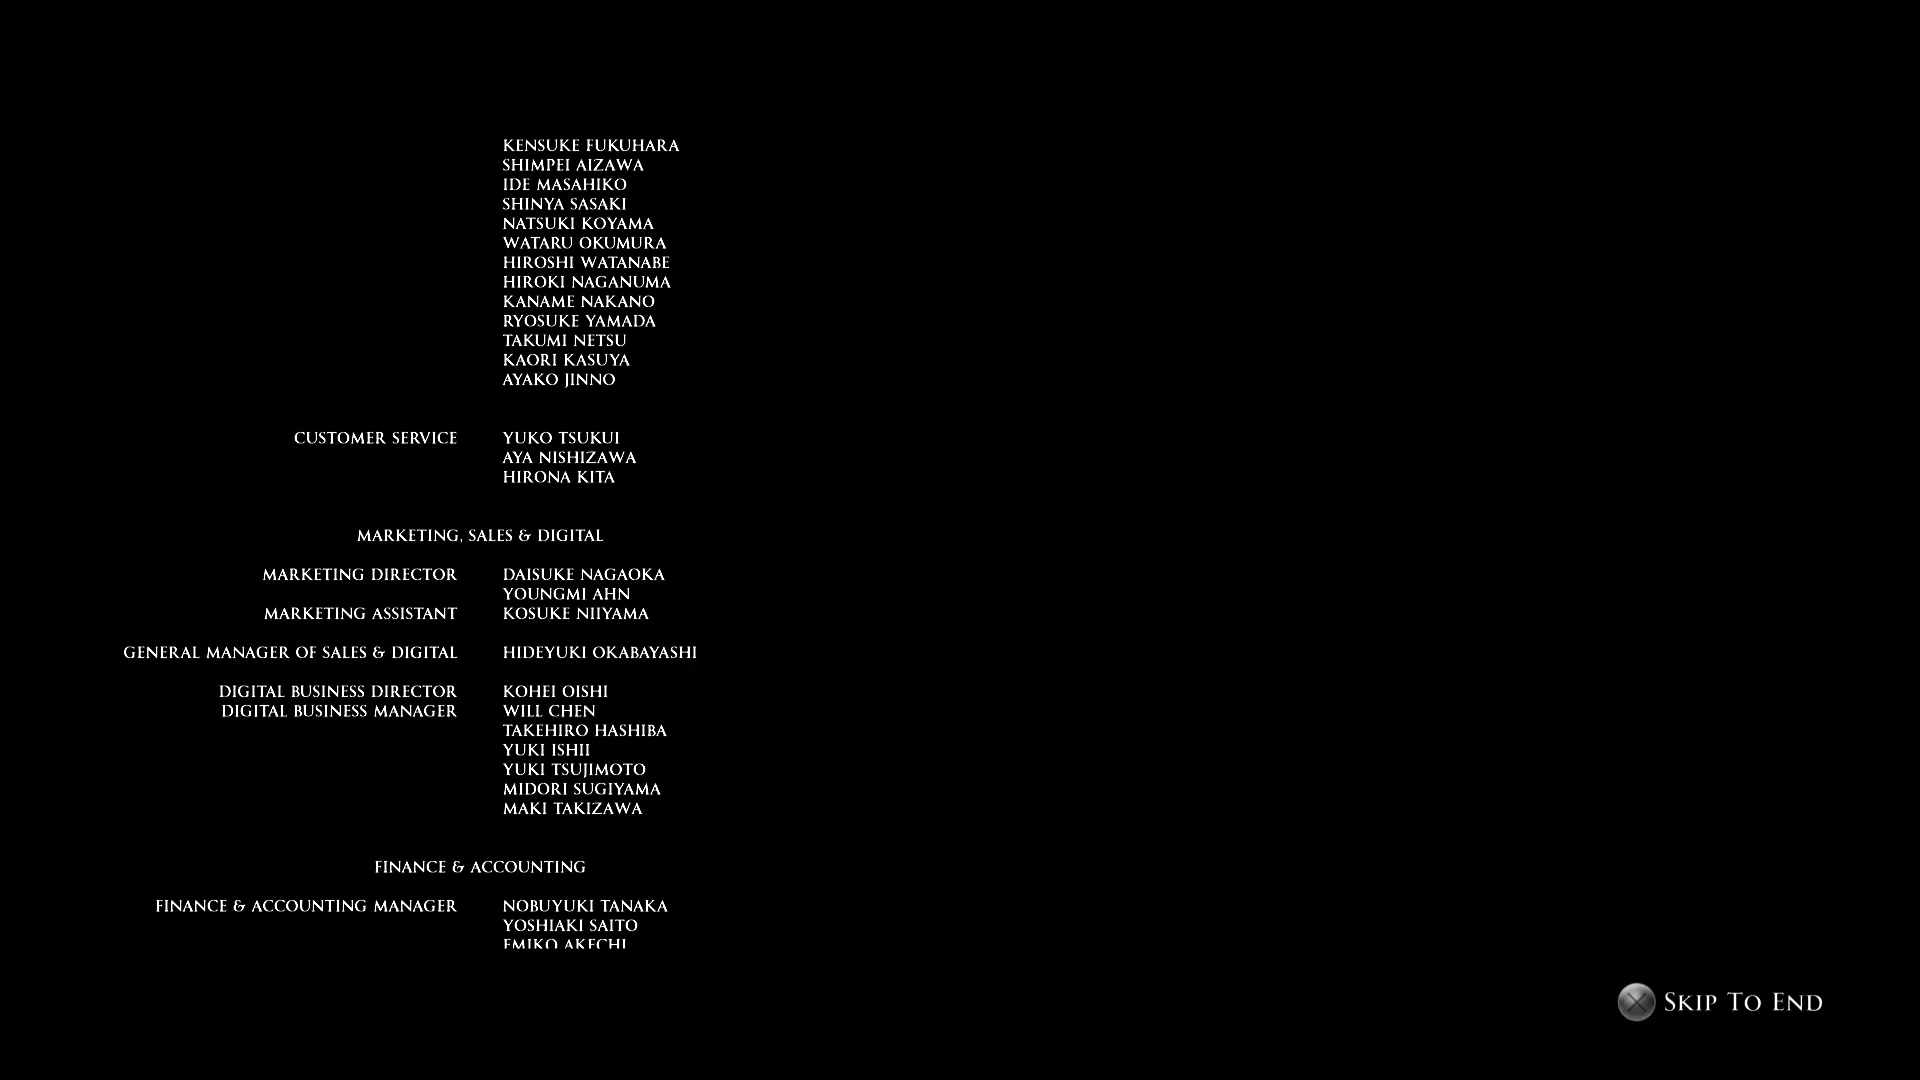 KENSUKE FUKUHARA
SHIMPEI AIZAWA
IDE MASAHIKO
SHINYA SASAKI
NATSUKI KOYAMA
WATARU OKUMURA
HIROSHI WATANABE
HIROKI NAGANUMA
KANAME NAKANO
RYOSUKE YAMADA
TAKUMI NETSU
KAORI KASUYA
AYAKO JINNO
CUSTOMER SERVICE YUKO TSUKUI
AYA NISHIZAWA
HIRONA KITA
MARKETING, SALES & DIGITAL
MARKETING DIRECTOR DAISUKE NAGAOKA
YOUNGMI AHN
MARKETING ASSISTANT KOSUKE NIIYAMA
GENERAL MANAGER OF SALES & DIGITAL HIDEYUKI OKABAYASHI
DIGITAL BUSINESS DIRECTOR KOHEI OISHI
DIGITAL BUSINESS MANAGER WILL CHEN
TAKEHIRO HASHIBA
YUKI ISHII
YUKI TSUJIMOTO
MIDORI SUGIYAMA
MAKI TAKIZAWA
FINANCE & ACCOUNTING
FINANCE & ACCOUNTING MANAGER NOBUYUKI TANAKA
YOSHIAKI SAITO
EMIKO AKECHI
SKIP TO END